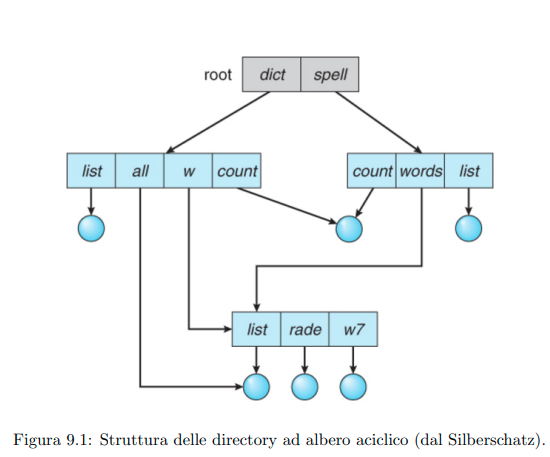 root dict spell
list all w count count words list
list rade w7
Figura 9.1: Struttura delle directory ad albero aciclico (dal Silberschatz).